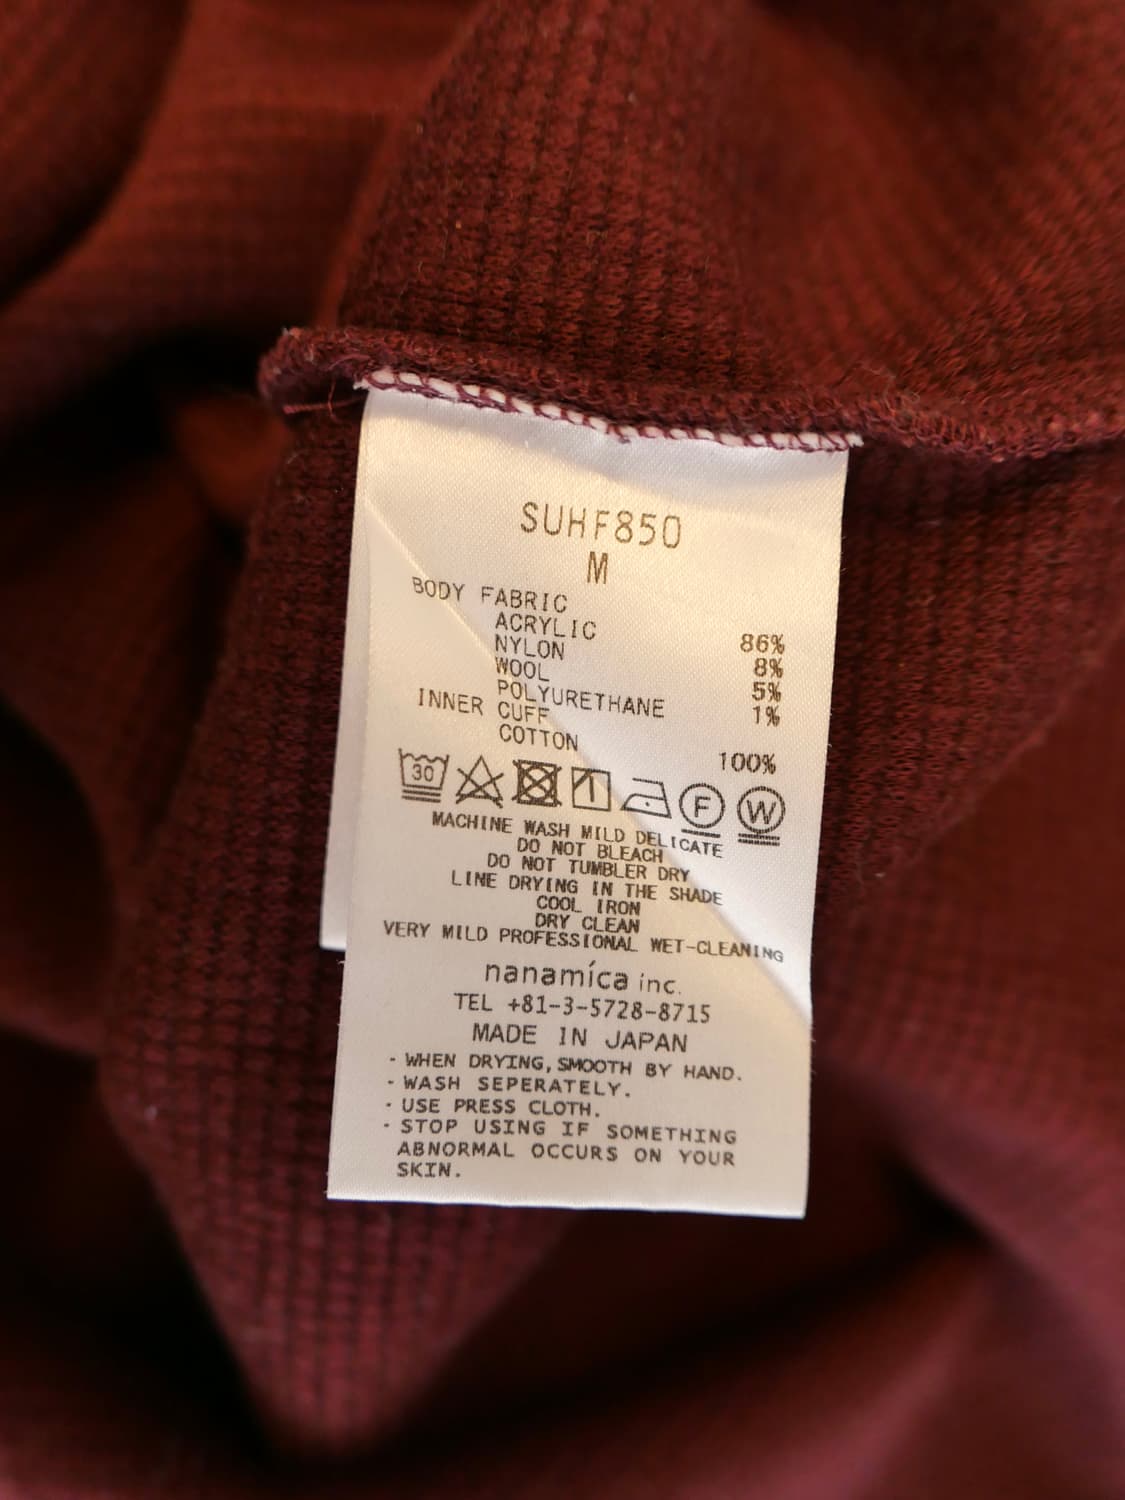 SUHF850
M
BODY FABRIC
ACRYLIC 86%
NYLON 8%
WOOL 5%
POLYURETHANE 1%
INNER CUFF
COTTON 100%
30 F W
MACHINE WASH MILD DELICATE
DO NOT BLEACH
DO NOT TUMBLER DRY
LINE DRYING IN THE SHADE
COOL IRON
DRY CLEAN
VERY MILD PROFESSIONAL WET-CLEANING
nanamíca inc.
TEL +81-3-5728-8715
MADE IN JAPAN
- WHEN DRYING, SMOOTH BY HAND.
- WASH SEPERATELY.
- USE PRESS CLOTH.
- STOP USING IF SOMETHING
ABNORMAL OCCURS ON YOUR
SKIN.